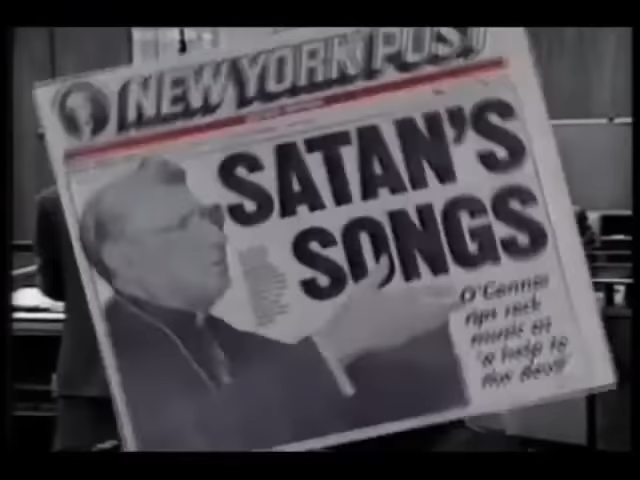 NEW YORK POST
SATAN'S
SONGS
O'Connor
rips rock
music as
'a help to
the devil'